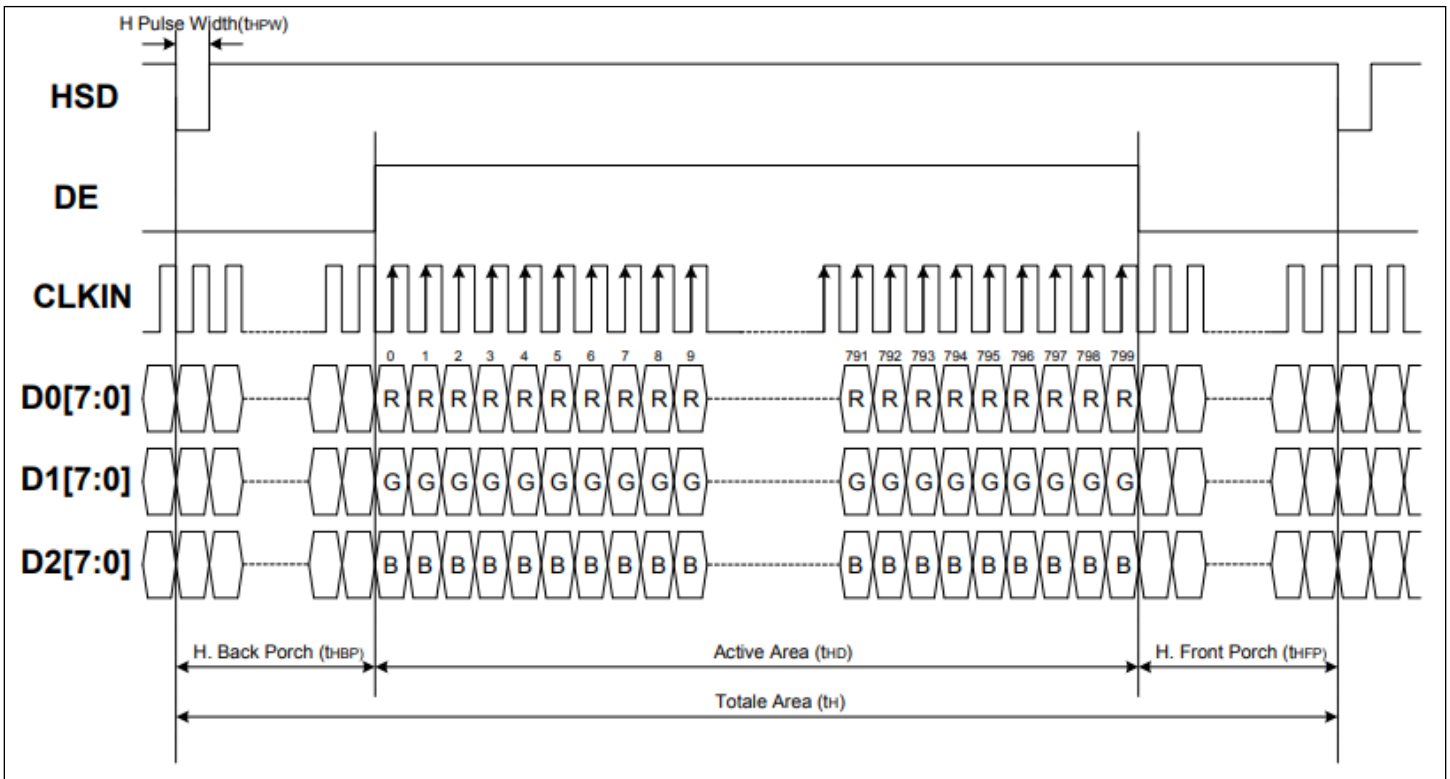 H Pulse Width(tHPW)
HSD
DE
CLKIN
0 1 2 3 4 5 6 7 8 9 791 792 793 794 795 796 797 798 799
D0[7:0] R R R R R R R R R R R R R R R R R R R
D1[7:0] G G G G G G G G G G G G G G G G G G G
D2[7:0] B B B B B B B B B B B B B B B B B B B
H. Back Porch (tHBP) Active Area (tHD) H. Front Porch (tHFP)
Totale Area (tH)